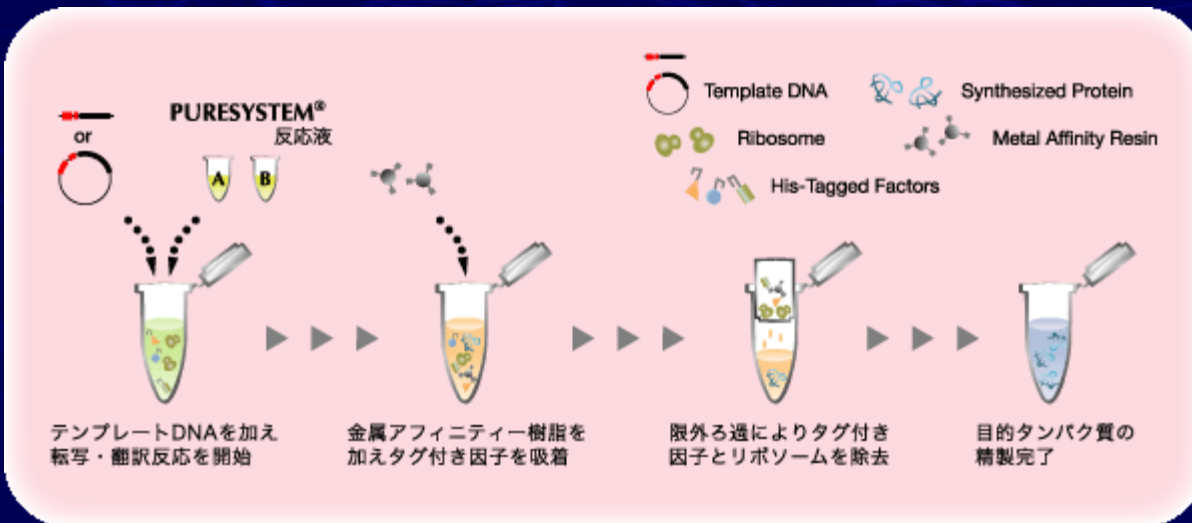 or
PURESYSTEM®
反応液
A
B
Template DNA
Synthesized Protein
Ribosome
Metal Affinity Resin
His-Tagged Factors
テンプレートDNAを加え
転写・翻訳反応を開始
金属アフィニティー樹脂を
加えタグ付き因子を吸着
限外ろ過によりタグ付き
因子とリボソームを除去
目的タンパク質の
精製完了